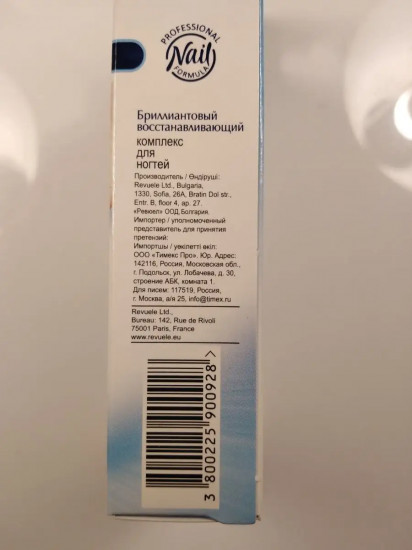 PROFESSIONAL
Nail
FORMULA
Бриллиантовый
восстанавливающий
комплекс
для
ногтей
Производитель / Өндіруші:
Revuele Ltd., Bulgaria,
1330, Sofia, 26A, Bratin Dol str.,
Entr. B, floor 4, ap. 27.
«Ревюел» ООД,Болгария.
Импортер / уполномоченный
представитель для принятия
претензий:
Импортшы / уәкілетті өкіл:
ООО «Тимекс Про», Юр. Адрес:
142116, Россия, Московская обл.,
г. Подольск, ул. Лобачева, д. 30,
строение АБК, комната 1.
Для писем: 117519, Россия,
г. Москва, а/я 25, info@timex.ru
Revuele Ltd.,
Bureau: 142, Rue de Rivoli
75001 Paris, France
www.revuele.eu
3 800225 900928 >